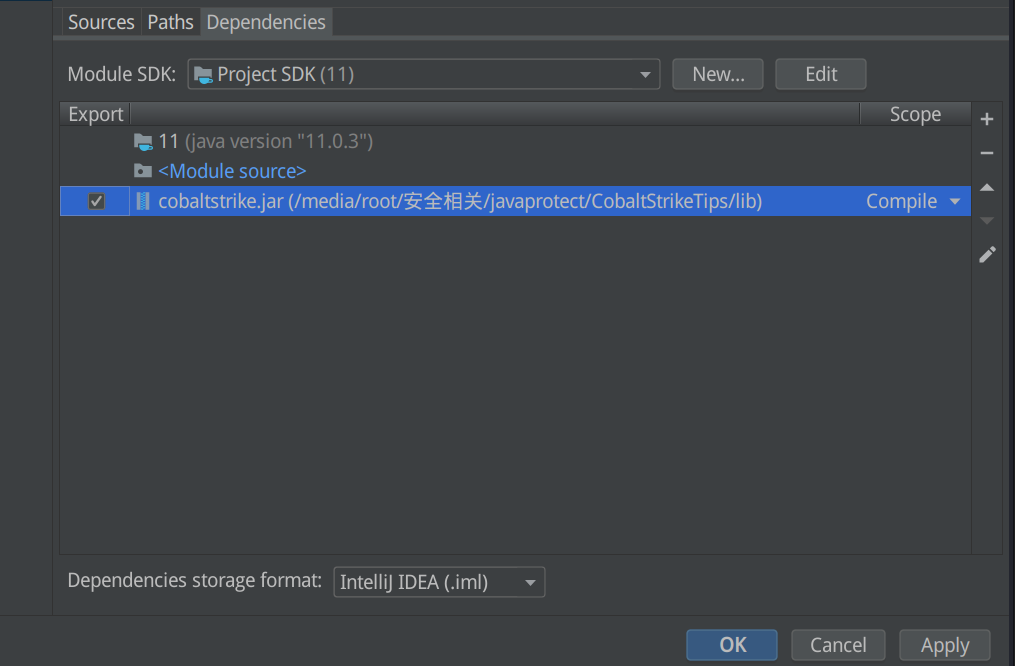 Sources Paths Dependencies
Module SDK: Project SDK (11) New... Edit
Export Scope
11 (java version "11.0.3")
<Module source>
cobaltstrike.jar (/media/root/安全相关/javaprotect/CobaltStrikeTips/lib) Compile
Dependencies storage format: IntelliJ IDEA (.iml)
OK Cancel Apply